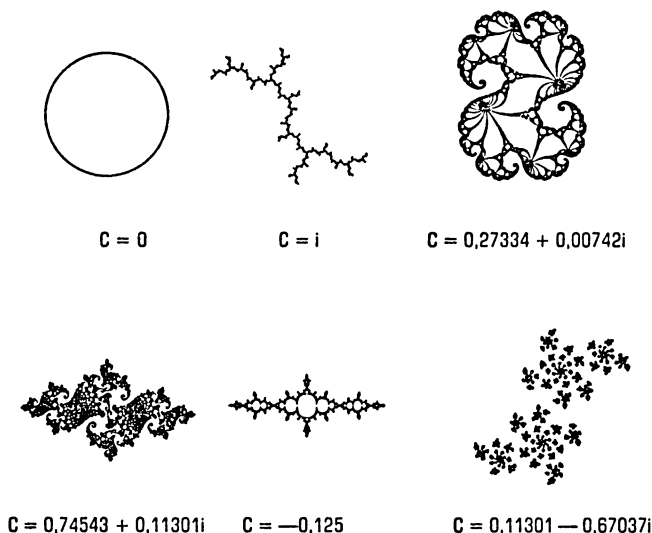 C = 0
C = i
C = 0,27334 + 0,00742i
C = 0,74543 + 0,11301i
C = —0,125
C = 0,11301 — 0,67037i